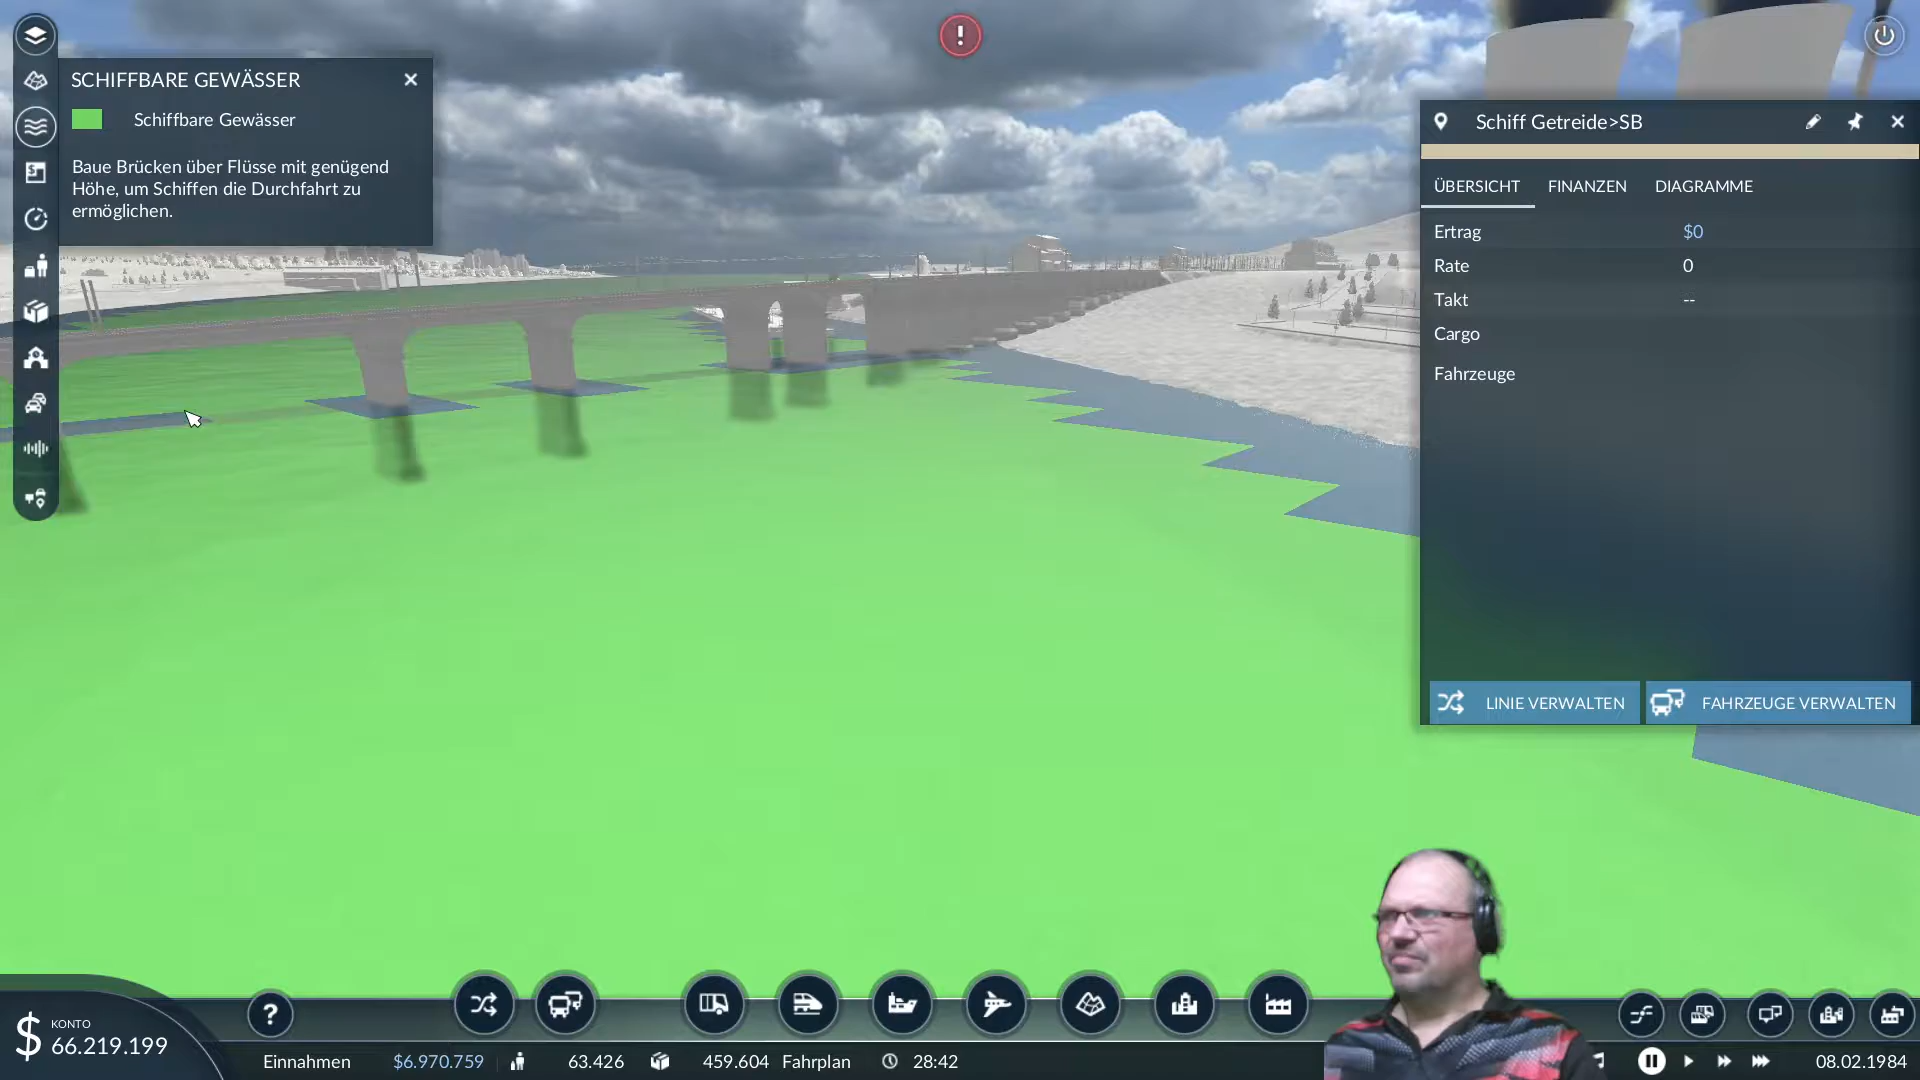 SCHIFFBARE GEWÄSSER
Schiffbare Gewässer
Baue Brücken über Flüsse mit genügend
Höhe, um Schiffen die Durchfahrt zu
ermöglichen.
Schiff Getreide>SB
ÜBERSICHT FINANZEN DIAGRAMME
Ertrag $0
Rate 0
Takt --
Cargo
Fahrzeuge
LINIE VERWALTEN FAHRZEUGE VERWALTEN
$ KONTO
66.219.199
?
Einnahmen $6.970.759 63.426 459.604 Fahrplan 28:42 08.02.1984